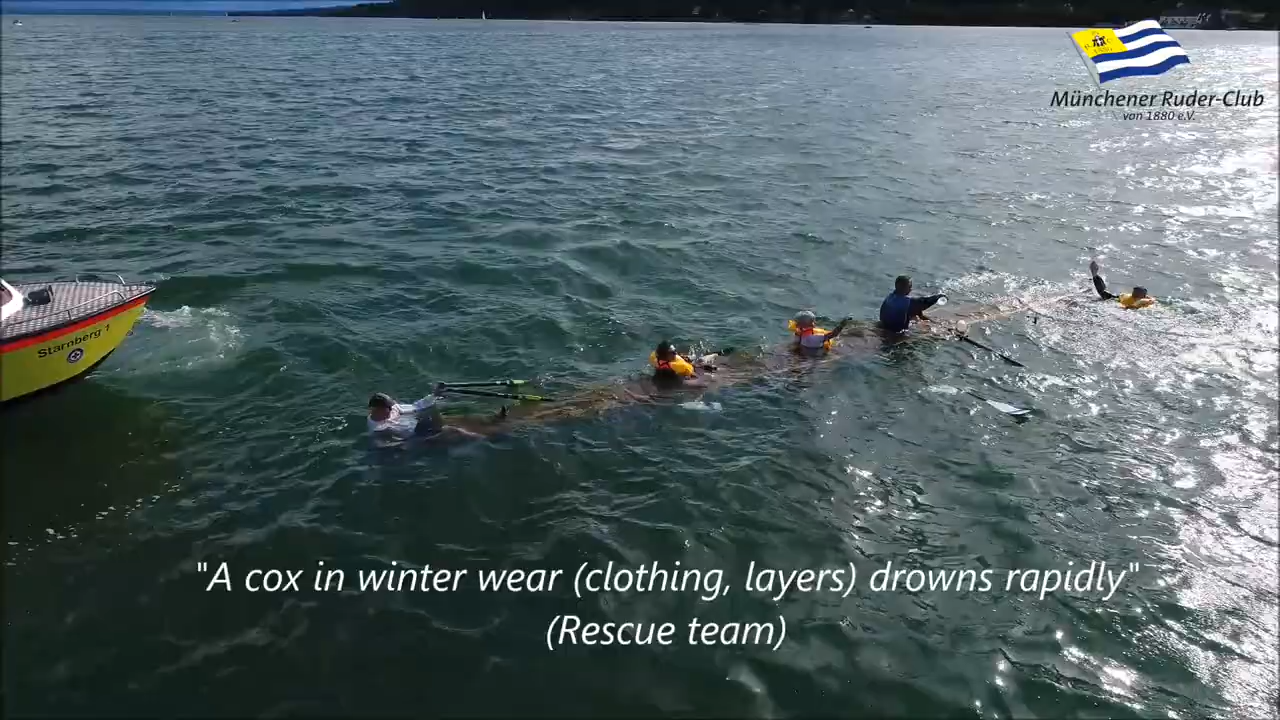 Münchener Ruder-Club
von 1880 e.V.
Starnberg 1
"A cox in winter wear (clothing, layers) drowns rapidly"
(Rescue team)